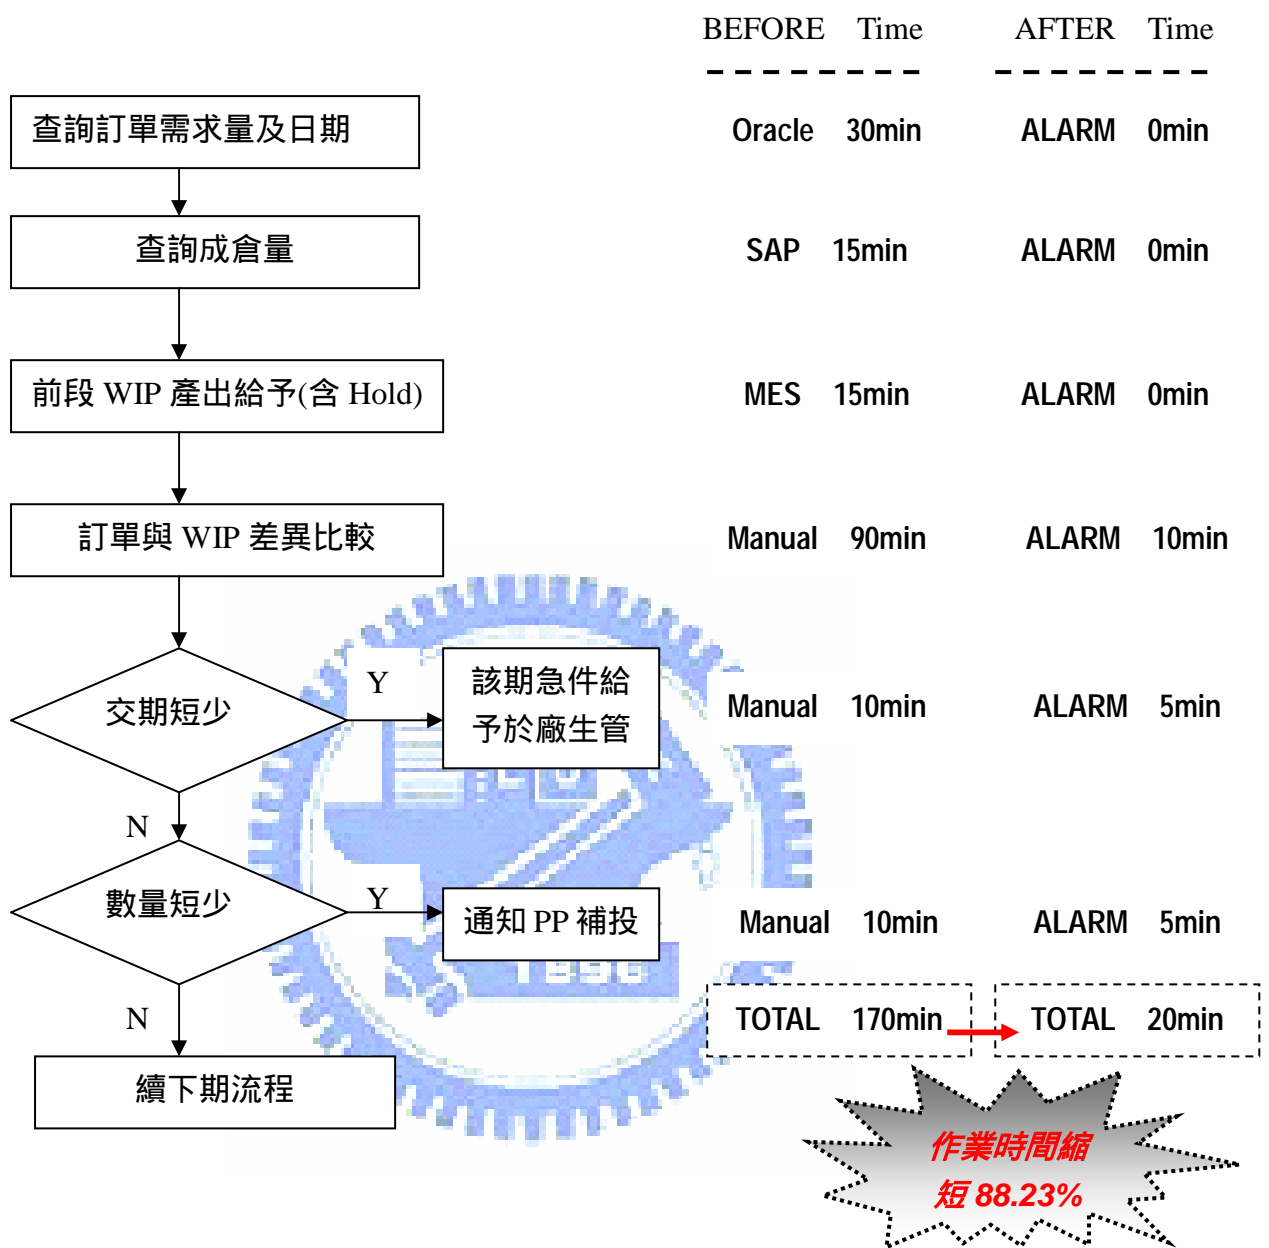 BEFORE Time AFTER Time
查詢訂單需求量及日期 Oracle 30min ALARM 0min
查詢成倉量 SAP 15min ALARM 0min
前段 WIP 產出給予(含 Hold) MES 15min ALARM 0min
訂單與 WIP 差異比較 Manual 90min ALARM 10min
交期短少 Y 該期急件給
予於廠生管 Manual 10min ALARM 5min
N
數量短少 Y 通知 PP 補投 Manual 10min ALARM 5min
1896
N TOTAL 170min TOTAL 20min
續下期流程
作業時間縮
短 88.23%